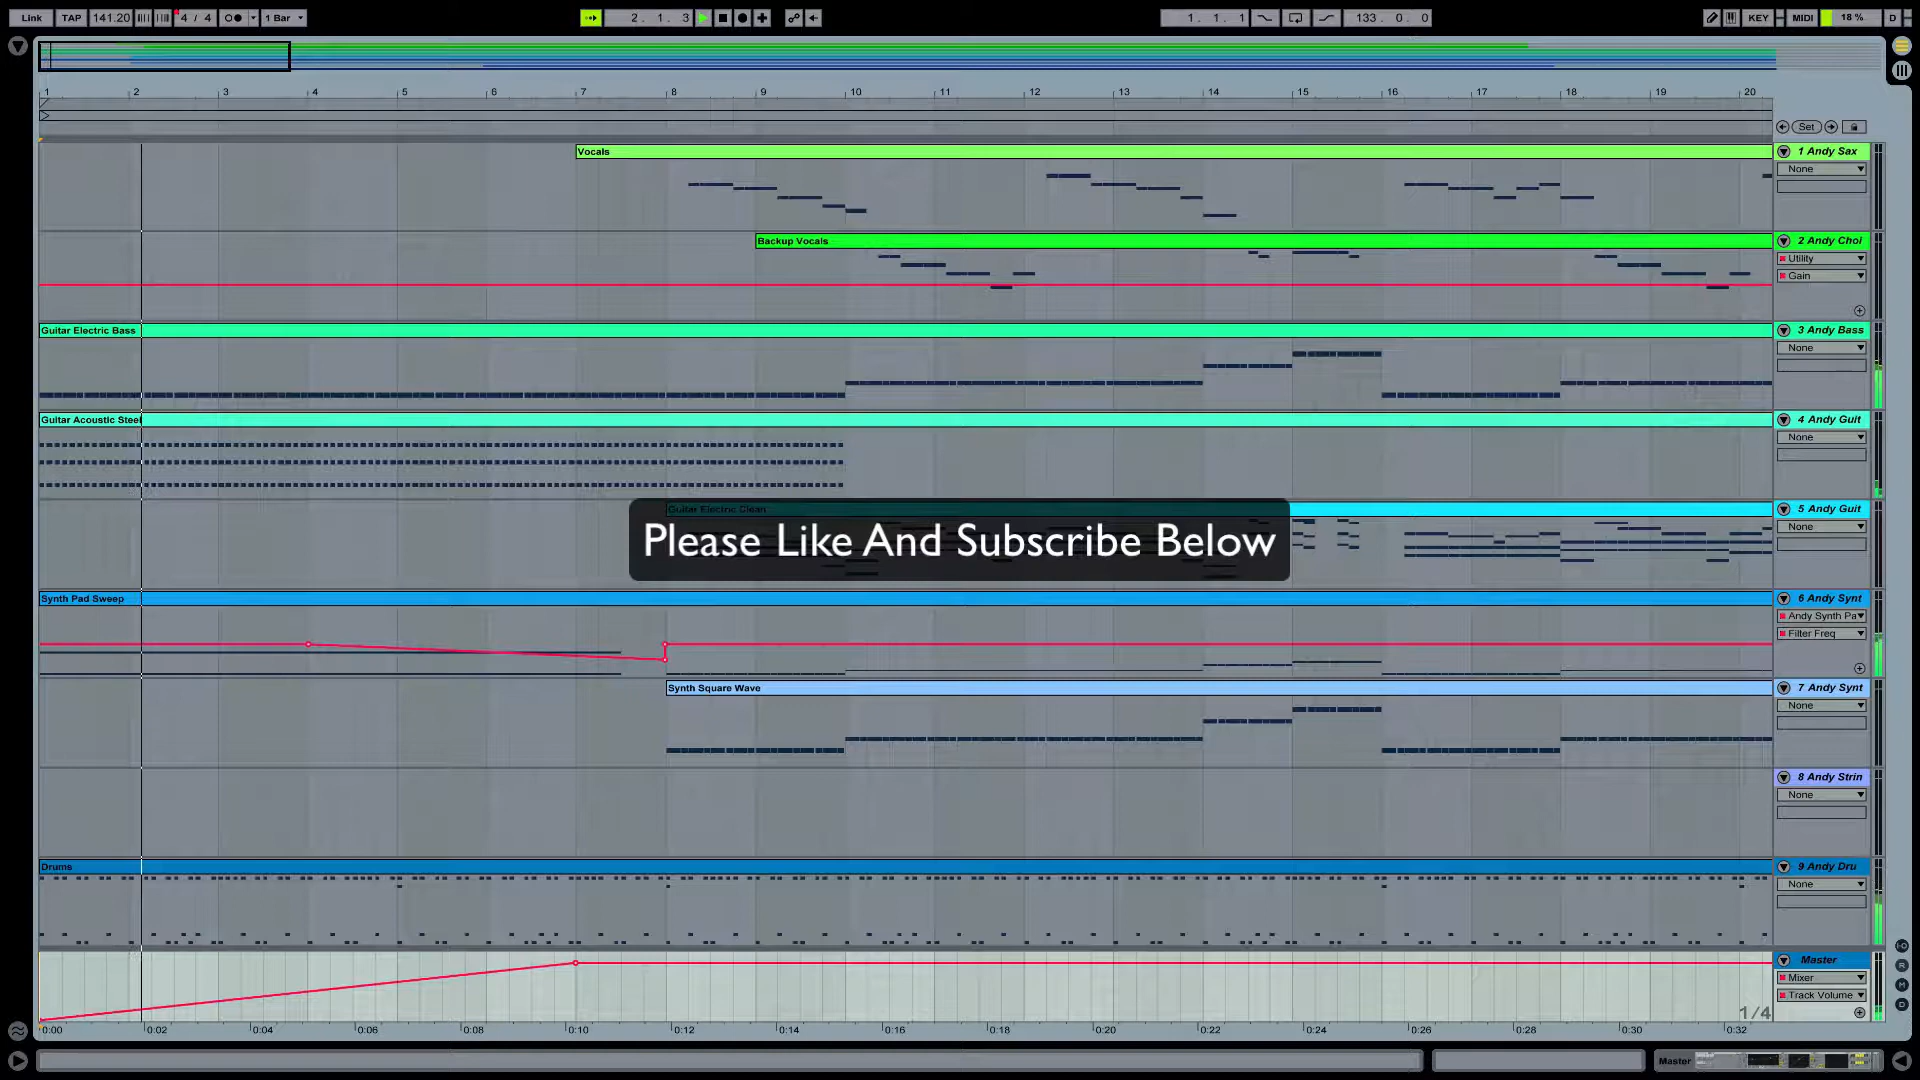 Link TAP 141.20 4 / 4 1 Bar 2. 1. 3 1. 1. 1 133. 0. 0 KEY MIDI 18 % D
1 2 3 4 5 6 7 8 9 10 11 12 13 14 15 16 17 18 19 20
Set
Vocals 1 Andy Sax
None
Backup Vocals 2 Andy Choi
Utility
Gain
Guitar Electric Bass 3 Andy Bass
None
Guitar Acoustic Steel 4 Andy Guit
None
Guitar Electric Clean 5 Andy Guit
None
Please Like And Subscribe Below
Synth Pad Sweep 6 Andy Synt
Andy Synth Pa
Filter Freq
Synth Square Wave 7 Andy Synt
None
8 Andy Strin
None
Drums 9 Andy Dru
None
Master
Mixer
Track Volume
1/4
0:00 0:02 0:04 0:06 0:08 0:10 0:12 0:14 0:16 0:18 0:20 0:22 0:24 0:26 0:28 0:30 0:32
Master